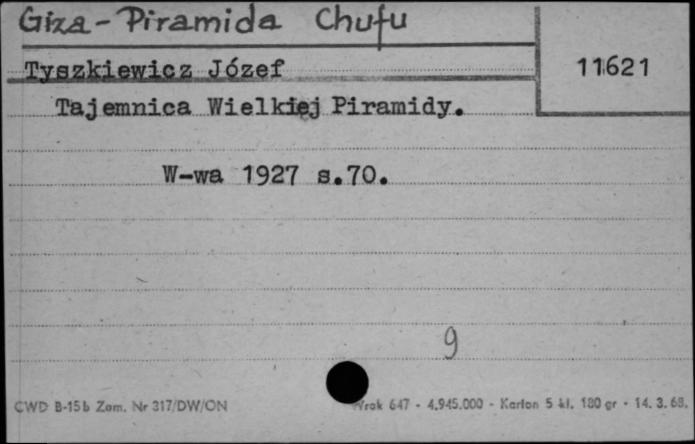 Giza - Piramida Chufu
Tyszkiewicz Józef
11621
Tajemnica Wielkiej Piramidy.
W-wa 1927 s.70.
9
CWD B-15b Zam. Nr 317/DW/ON
647 - 4.945.000 - Karton 5 kl. 180 gr - 14. 3. 68.